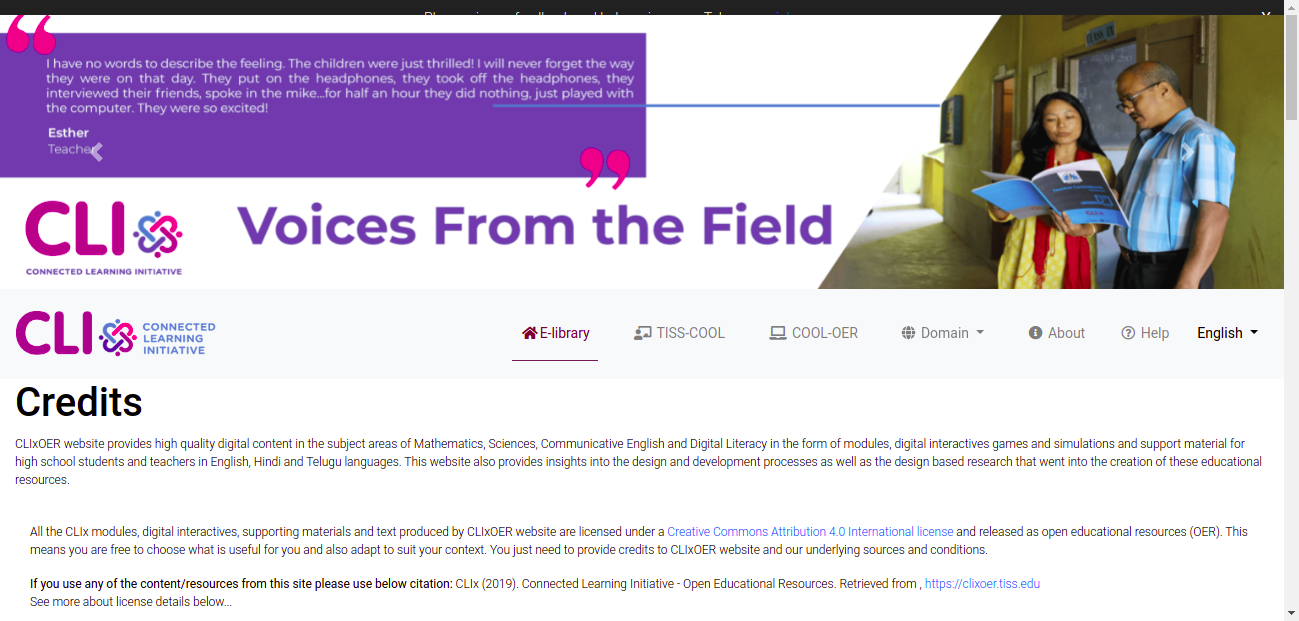 I have no words to describe the feeling. The children were just thrilled! I will never forget the way
they were on that day. They put on the headphones, they took off the headphones, they
interviewed their friends, spoke in the mike...for half an hour they did nothing, just played with
the computer. They were so excited!
Esther
Teacher
CLIx
CONNECTED LEARNING INITIATIVE
Voices From the Field
CLIx CONNECTED
LEARNING
INITIATIVE
E-library TISS-COOL COOL-OER Domain About Help English
Credits
CLIxOER website provides high quality digital content in the subject areas of Mathematics, Sciences, Communicative English and Digital Literacy in the form of modules, digital interactives games and simulations and support material for
high school students and teachers in English, Hindi and Telugu languages. This website also provides insights into the design and development processes as well as the design based research that went into the creation of these educational
resources.
All the CLIx modules, digital interactives, supporting materials and text produced by CLIxOER website are licensed under a Creative Commons Attribution 4.0 International license and released as open educational resources (OER). This
means you are free to choose what is useful for you and also adapt to suit your context. You just need to provide credits to CLIxOER website and our underlying sources and conditions.
If you use any of the content/resources from this site please use below citation: CLIx (2019). Connected Learning Initiative - Open Educational Resources. Retrieved from , https://clixoer.tiss.edu
See more about license details below...